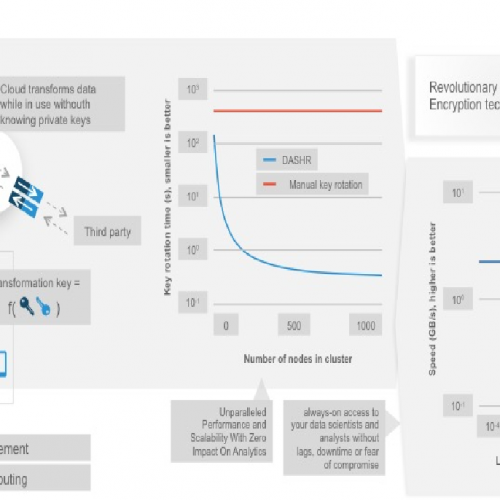 Cloud transforms data
while in use withouth
knowing private keys
Third party
ansformation key =
f( )
ement
outing
Key rotation time (s), smaller is better
10³
10²
10¹
10⁰
10⁻¹
DASHR
Manual key rotation
0
500
1000
Number of nodes in cluster
Unparalleled
Performance and
Scalability With Zero
Impact On Analytics
always-on access to
your data scientists and
analysts without
lags, downtime or fear
of compromise
Revolutionary
Encryption tec
Speed (GB/s), higher is better
10¹
10⁰
10⁻¹